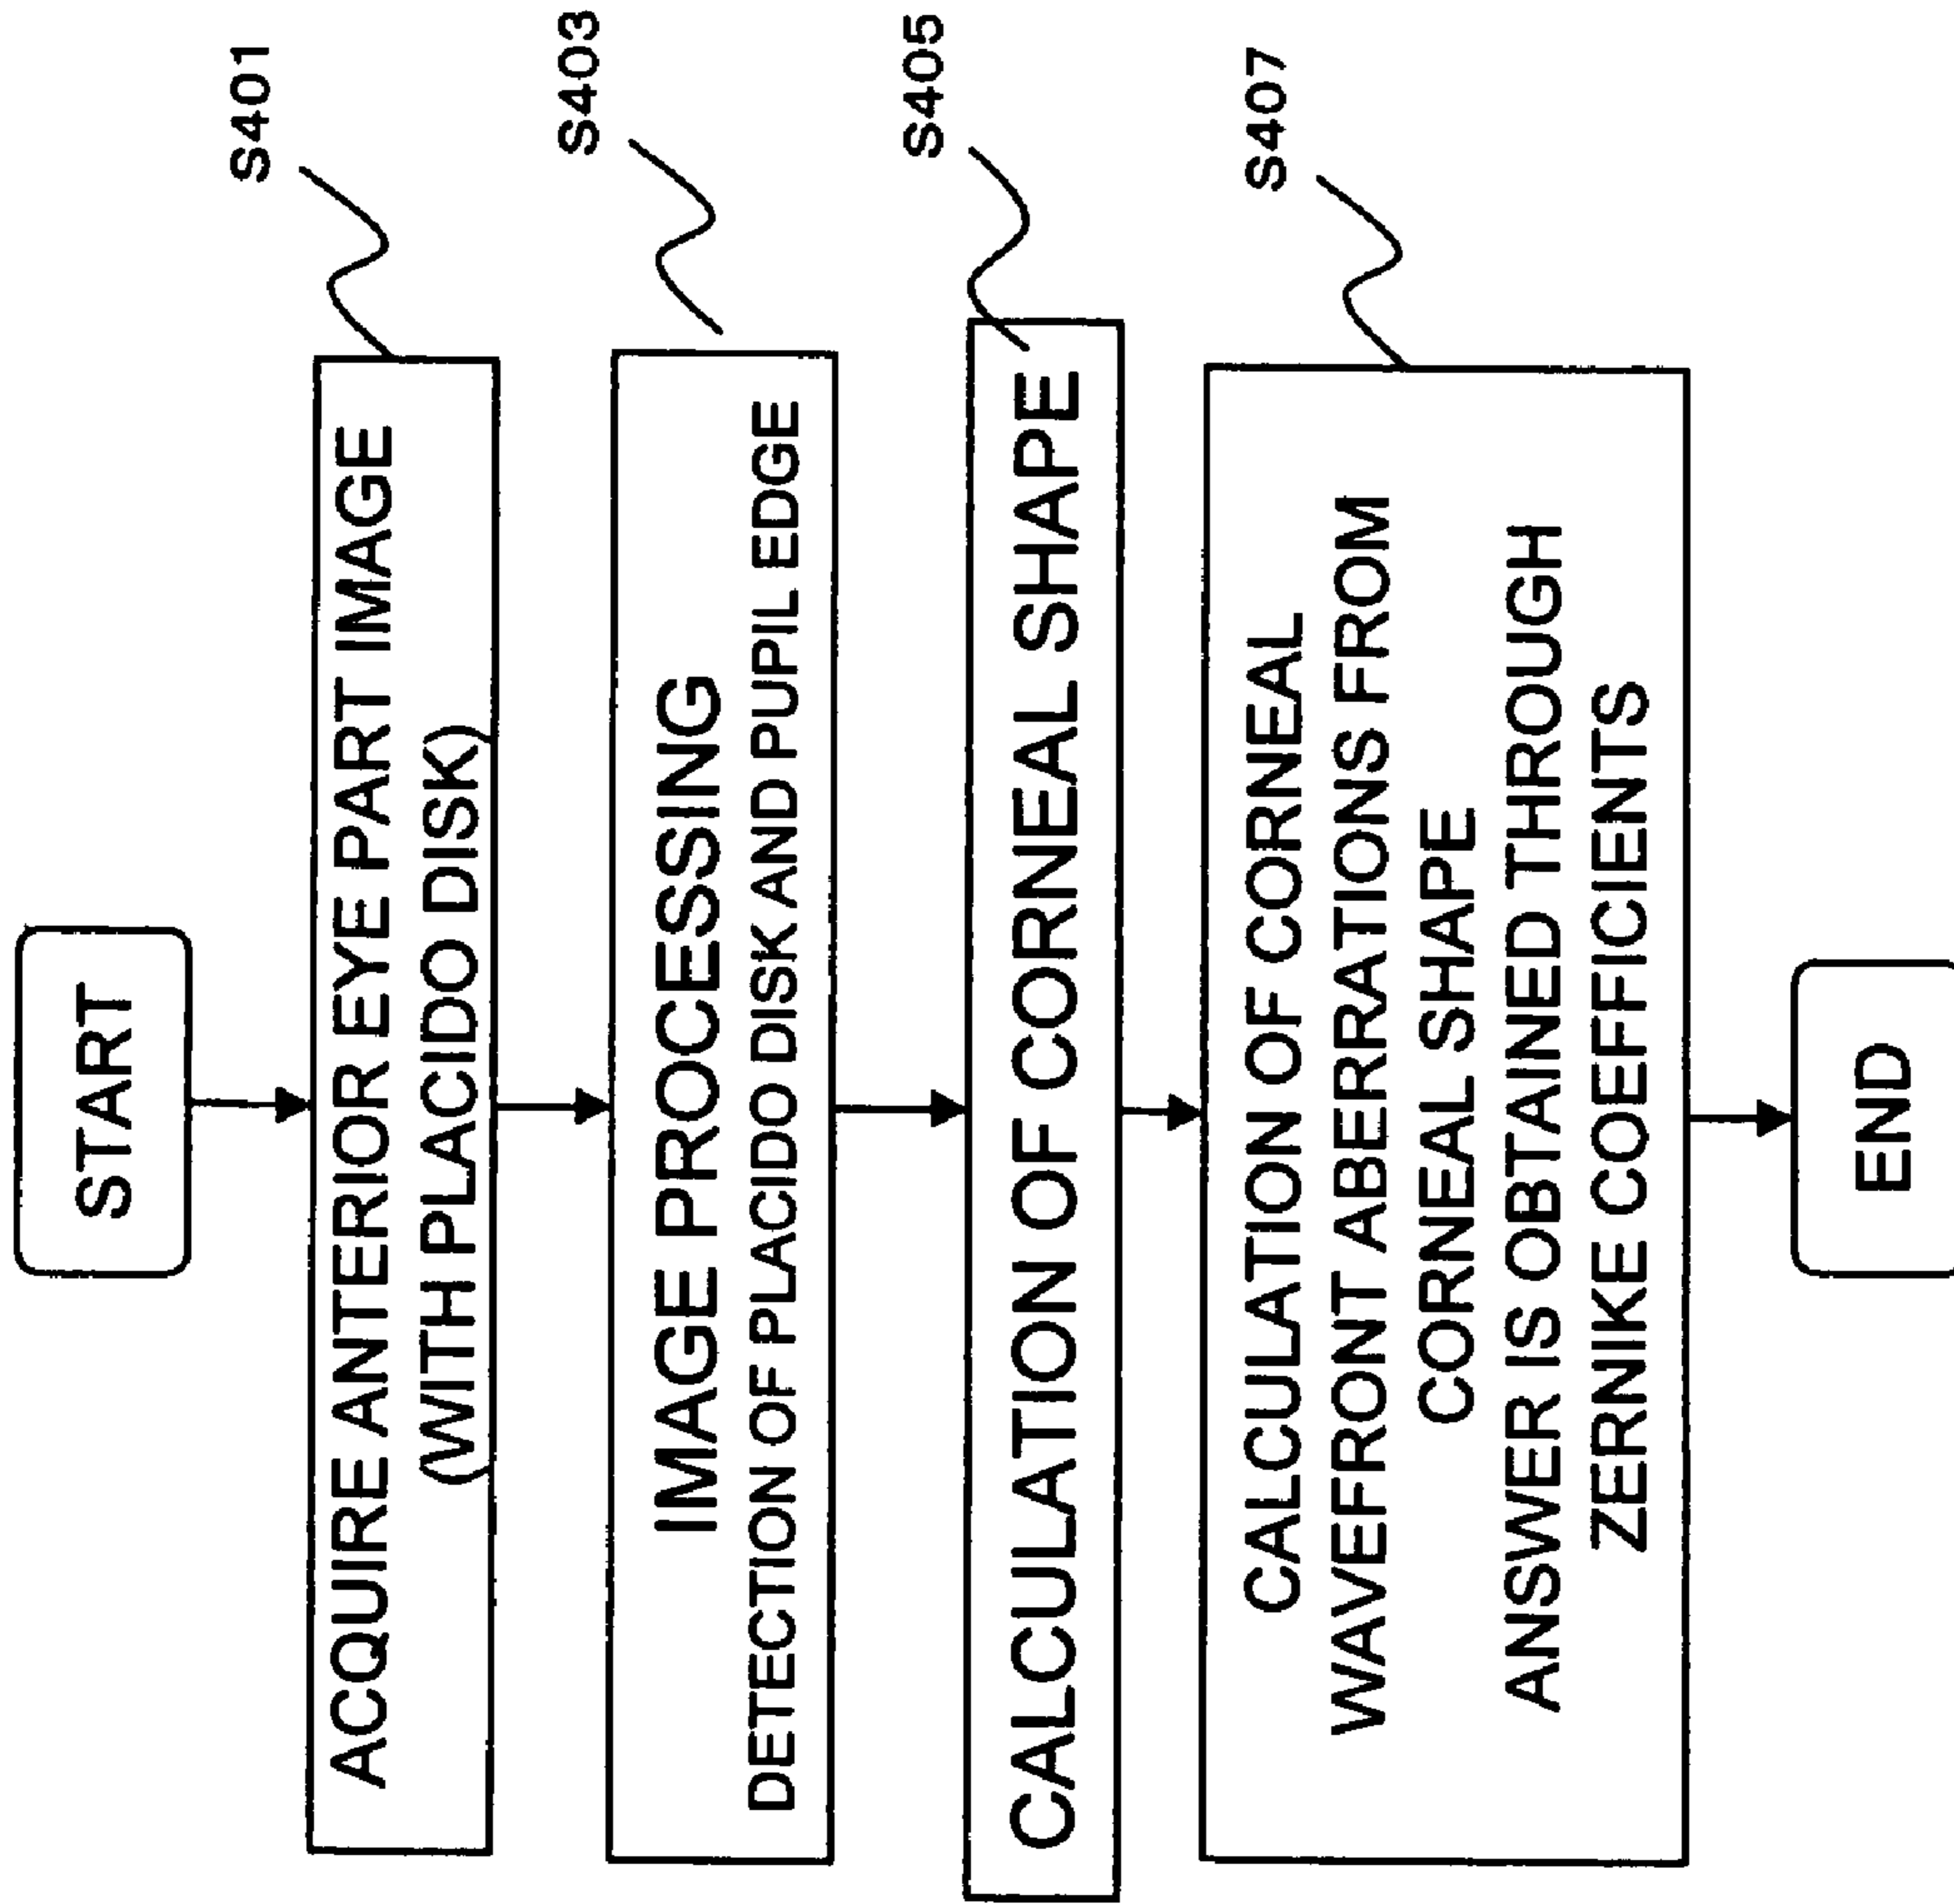 START
S401
ACQUIRE ANTERIOR EYE PART IMAGE
(WITH PLACIDO DISK)
S403
IMAGE PROCESSING
DETECTION OF PLACIDO DISK AND PUPIL EDGE
S405
CALCULATION OF CORNEAL SHAPE
S407
CALCULATION OF CORNEAL
WAVEFRONT ABERRATIONS FROM
CORNEAL SHAPE
ANSWER IS OBTAINED THROUGH
ZERNIKE COEFFICIENTS
END